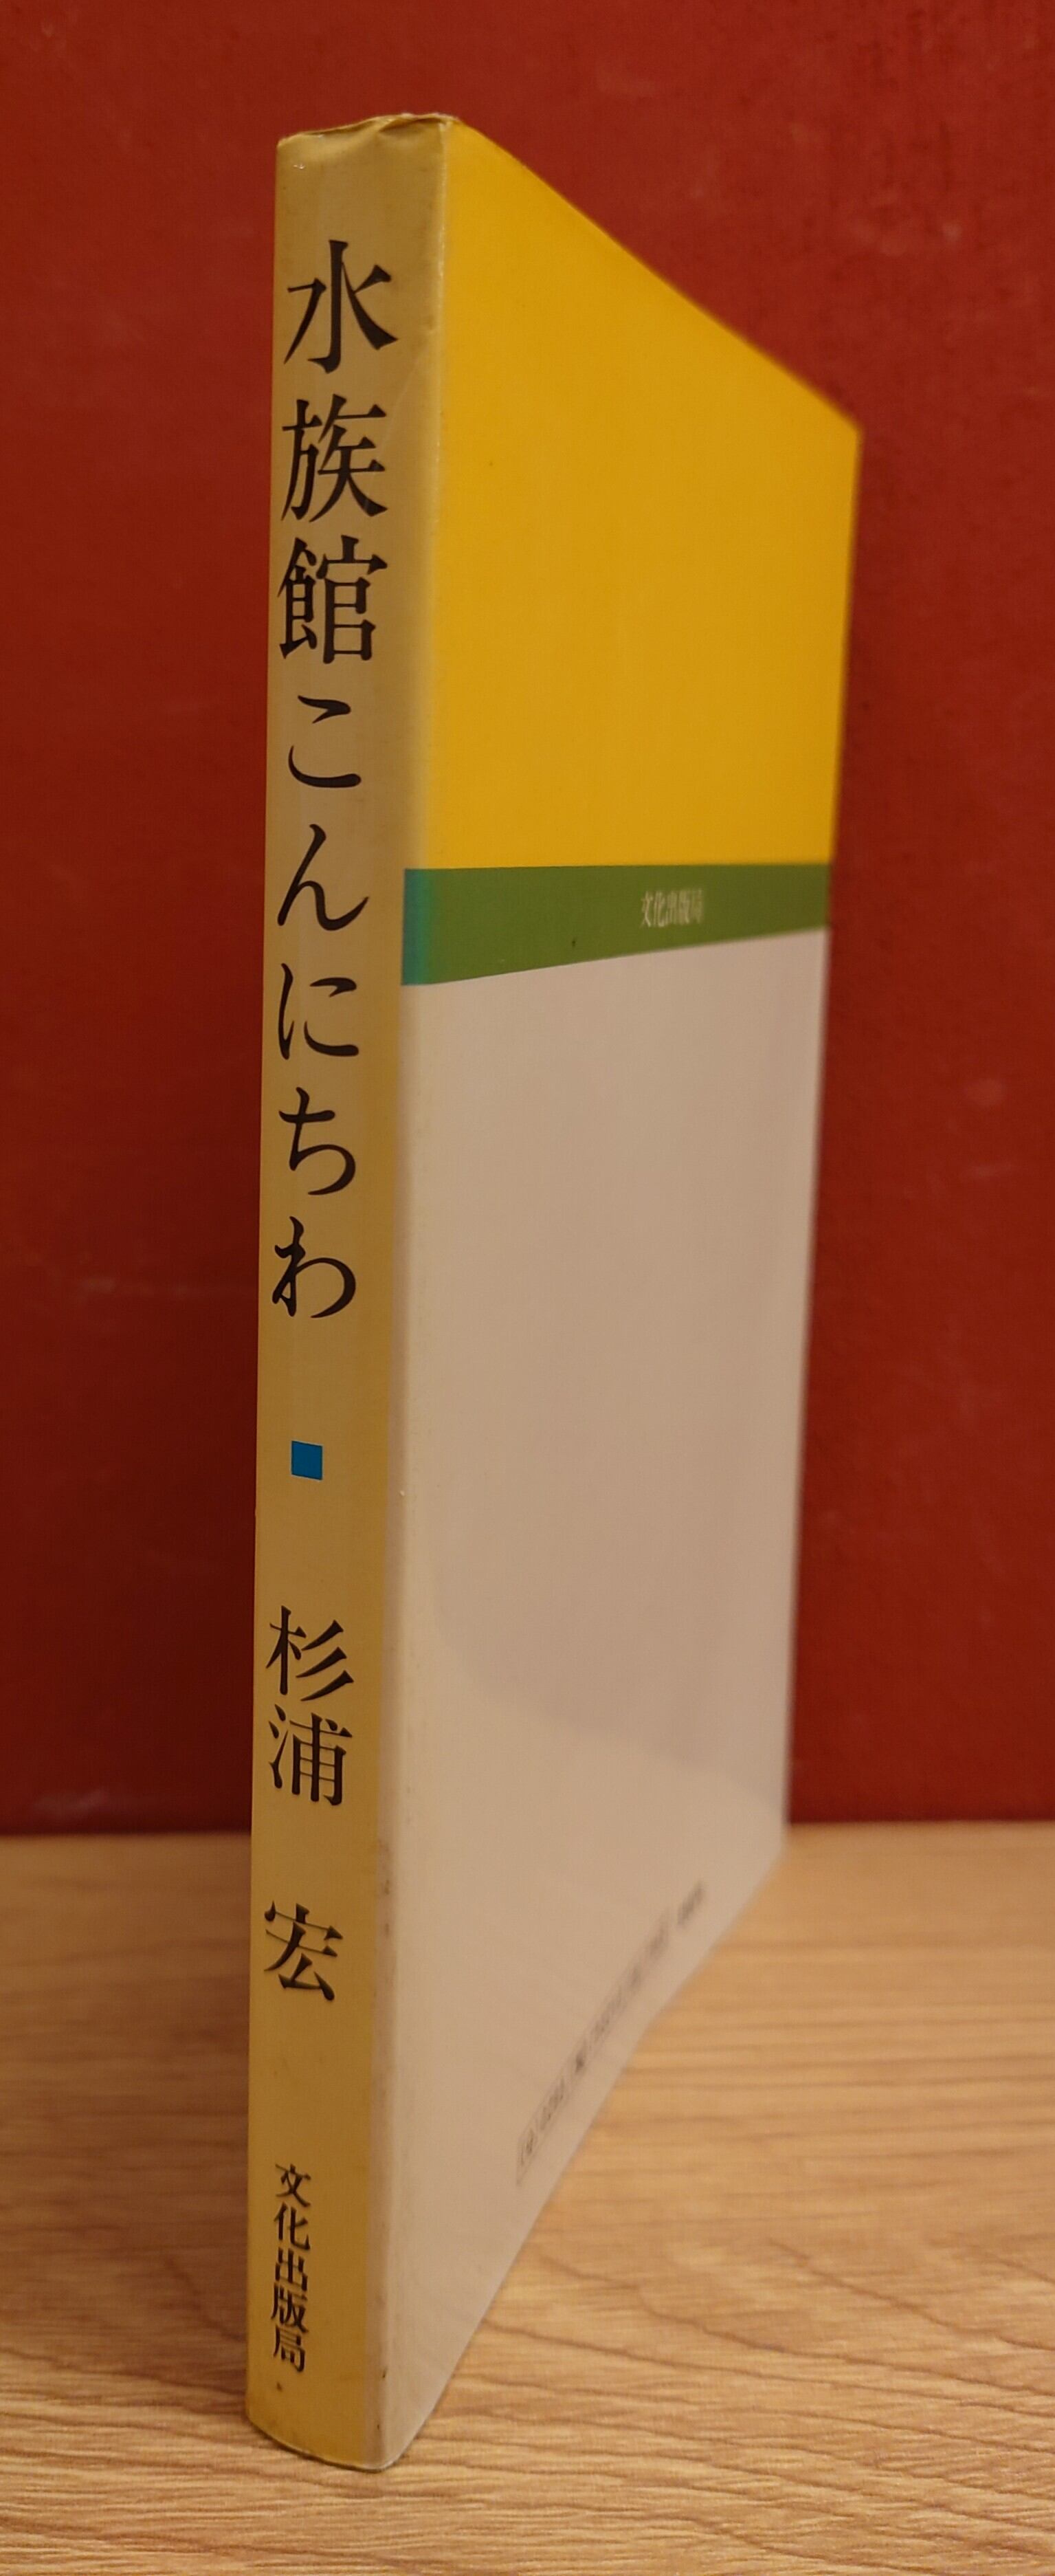 水族館こんにちわ
杉浦 宏
文化出版局
文化出版局